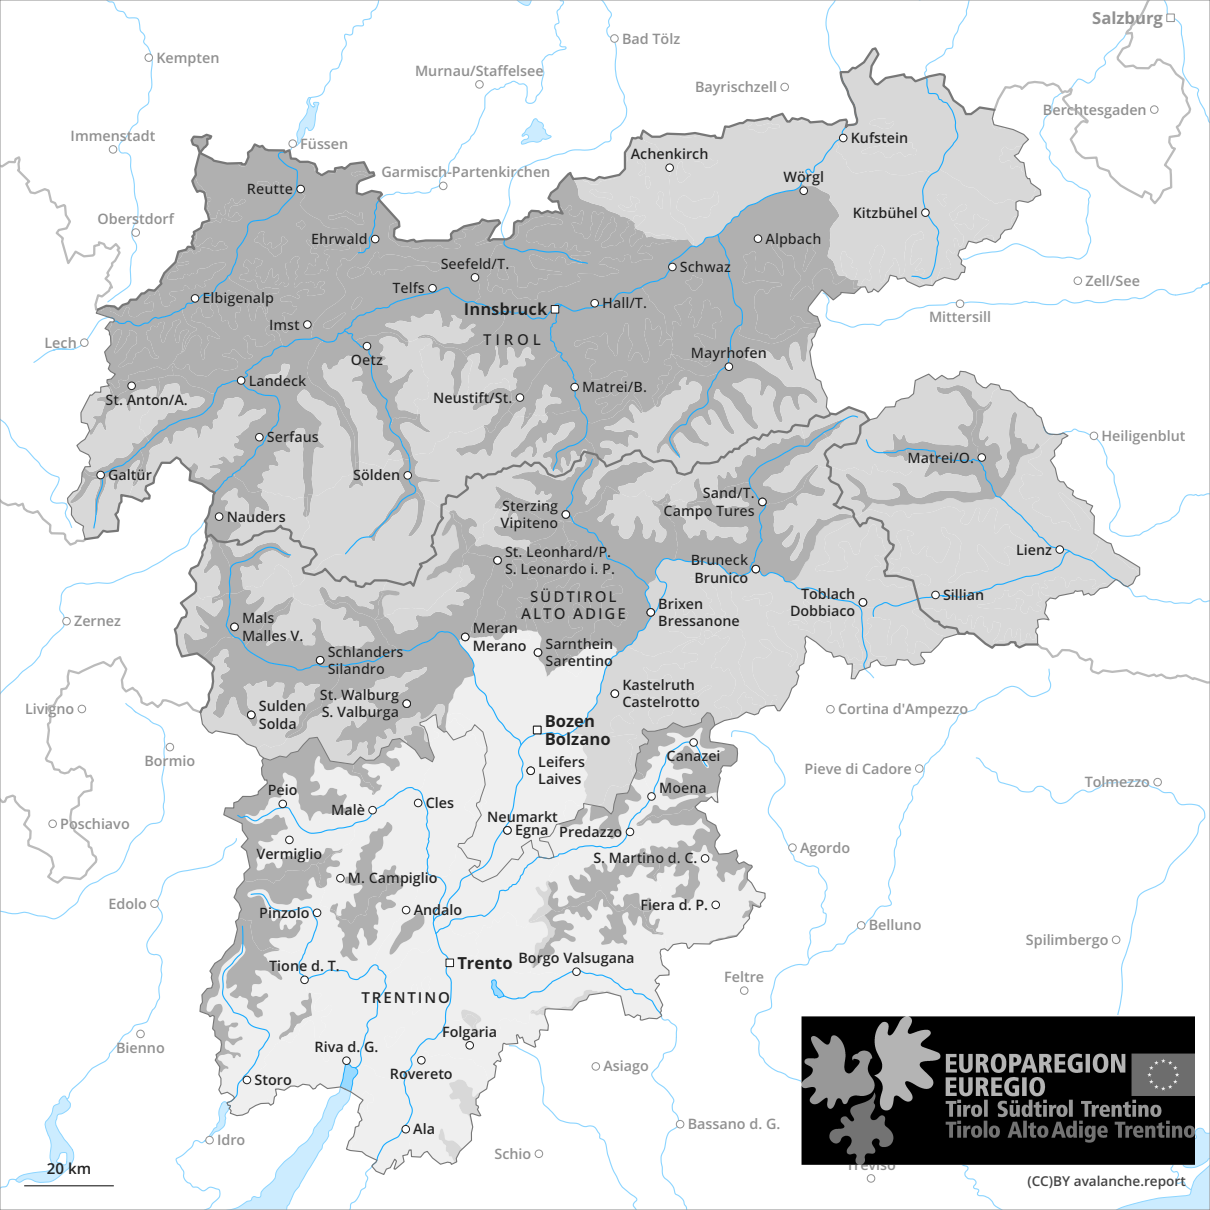 Salzburg
Kempten
Bad Tölz
Murnau/Staffelsee
Bayrischzell
Berchtesgaden
Immenstadt
Füssen
Kufstein
Achenkirch
Garmisch-Partenkirchen
Wörgl
Reutte
Oberstdorf
Kitzbühel
Ehrwald
Alpbach
Seefeld/T.
Schwaz
Zell/See
Telfs
Elbigenalp
Hall/T.
Innsbruck
Mittersill
Imst
TIROL
Lech
Oetz
Mayrhofen
Landeck
Matrei/B.
St. Anton/A.
Neustift/St.
Serfaus
Heiligenblut
Matrei/O.
Galtür
Sölden
Sand/T.
Campo Tures
Sterzing
Vipiteno
Nauders
St. Leonhard/P.
S. Leonardo i. P.
Lienz
Bruneck
Brunico
SÜDTIROL
ALTO ADIGE
Toblach
Dobbiaco
Sillian
Brixen
Bressanone
Zernez
Mals
Malles V.
Meran
Merano
Sarnthein
Sarentino
Schlanders
Silandro
Kastelruth
Castelrotto
St. Walburg
S. Valburga
Sulden
Solda
Livigno
Cortina d'Ampezzo
Bozen
Bolzano
Bormio
Canazei
Leifers
Laives
Pieve di Cadore
Tolmezzo
Peio
Moena
Malè
Cles
Neumarkt
Egna
Predazzo
Poschiavo
Vermiglio
S. Martino d. C.
Agordo
M. Campiglio
Edolo
Pinzolo
Andalo
Fiera d. P.
Belluno
Spilimbergo
Trento
Borgo Valsugana
Tione d. T.
Feltre
TRENTINO
Folgaria
Bienno
Riva d. G.
Rovereto
Asiago
Storo
EUROPAREGION
EUREGIO
Tirol Südtirol Trentino
Tirolo Alto Adige Trentino
Ala
Bassano d. G.
Idro
Schio
Treviso
20 km
(CC)BY avalanche.report